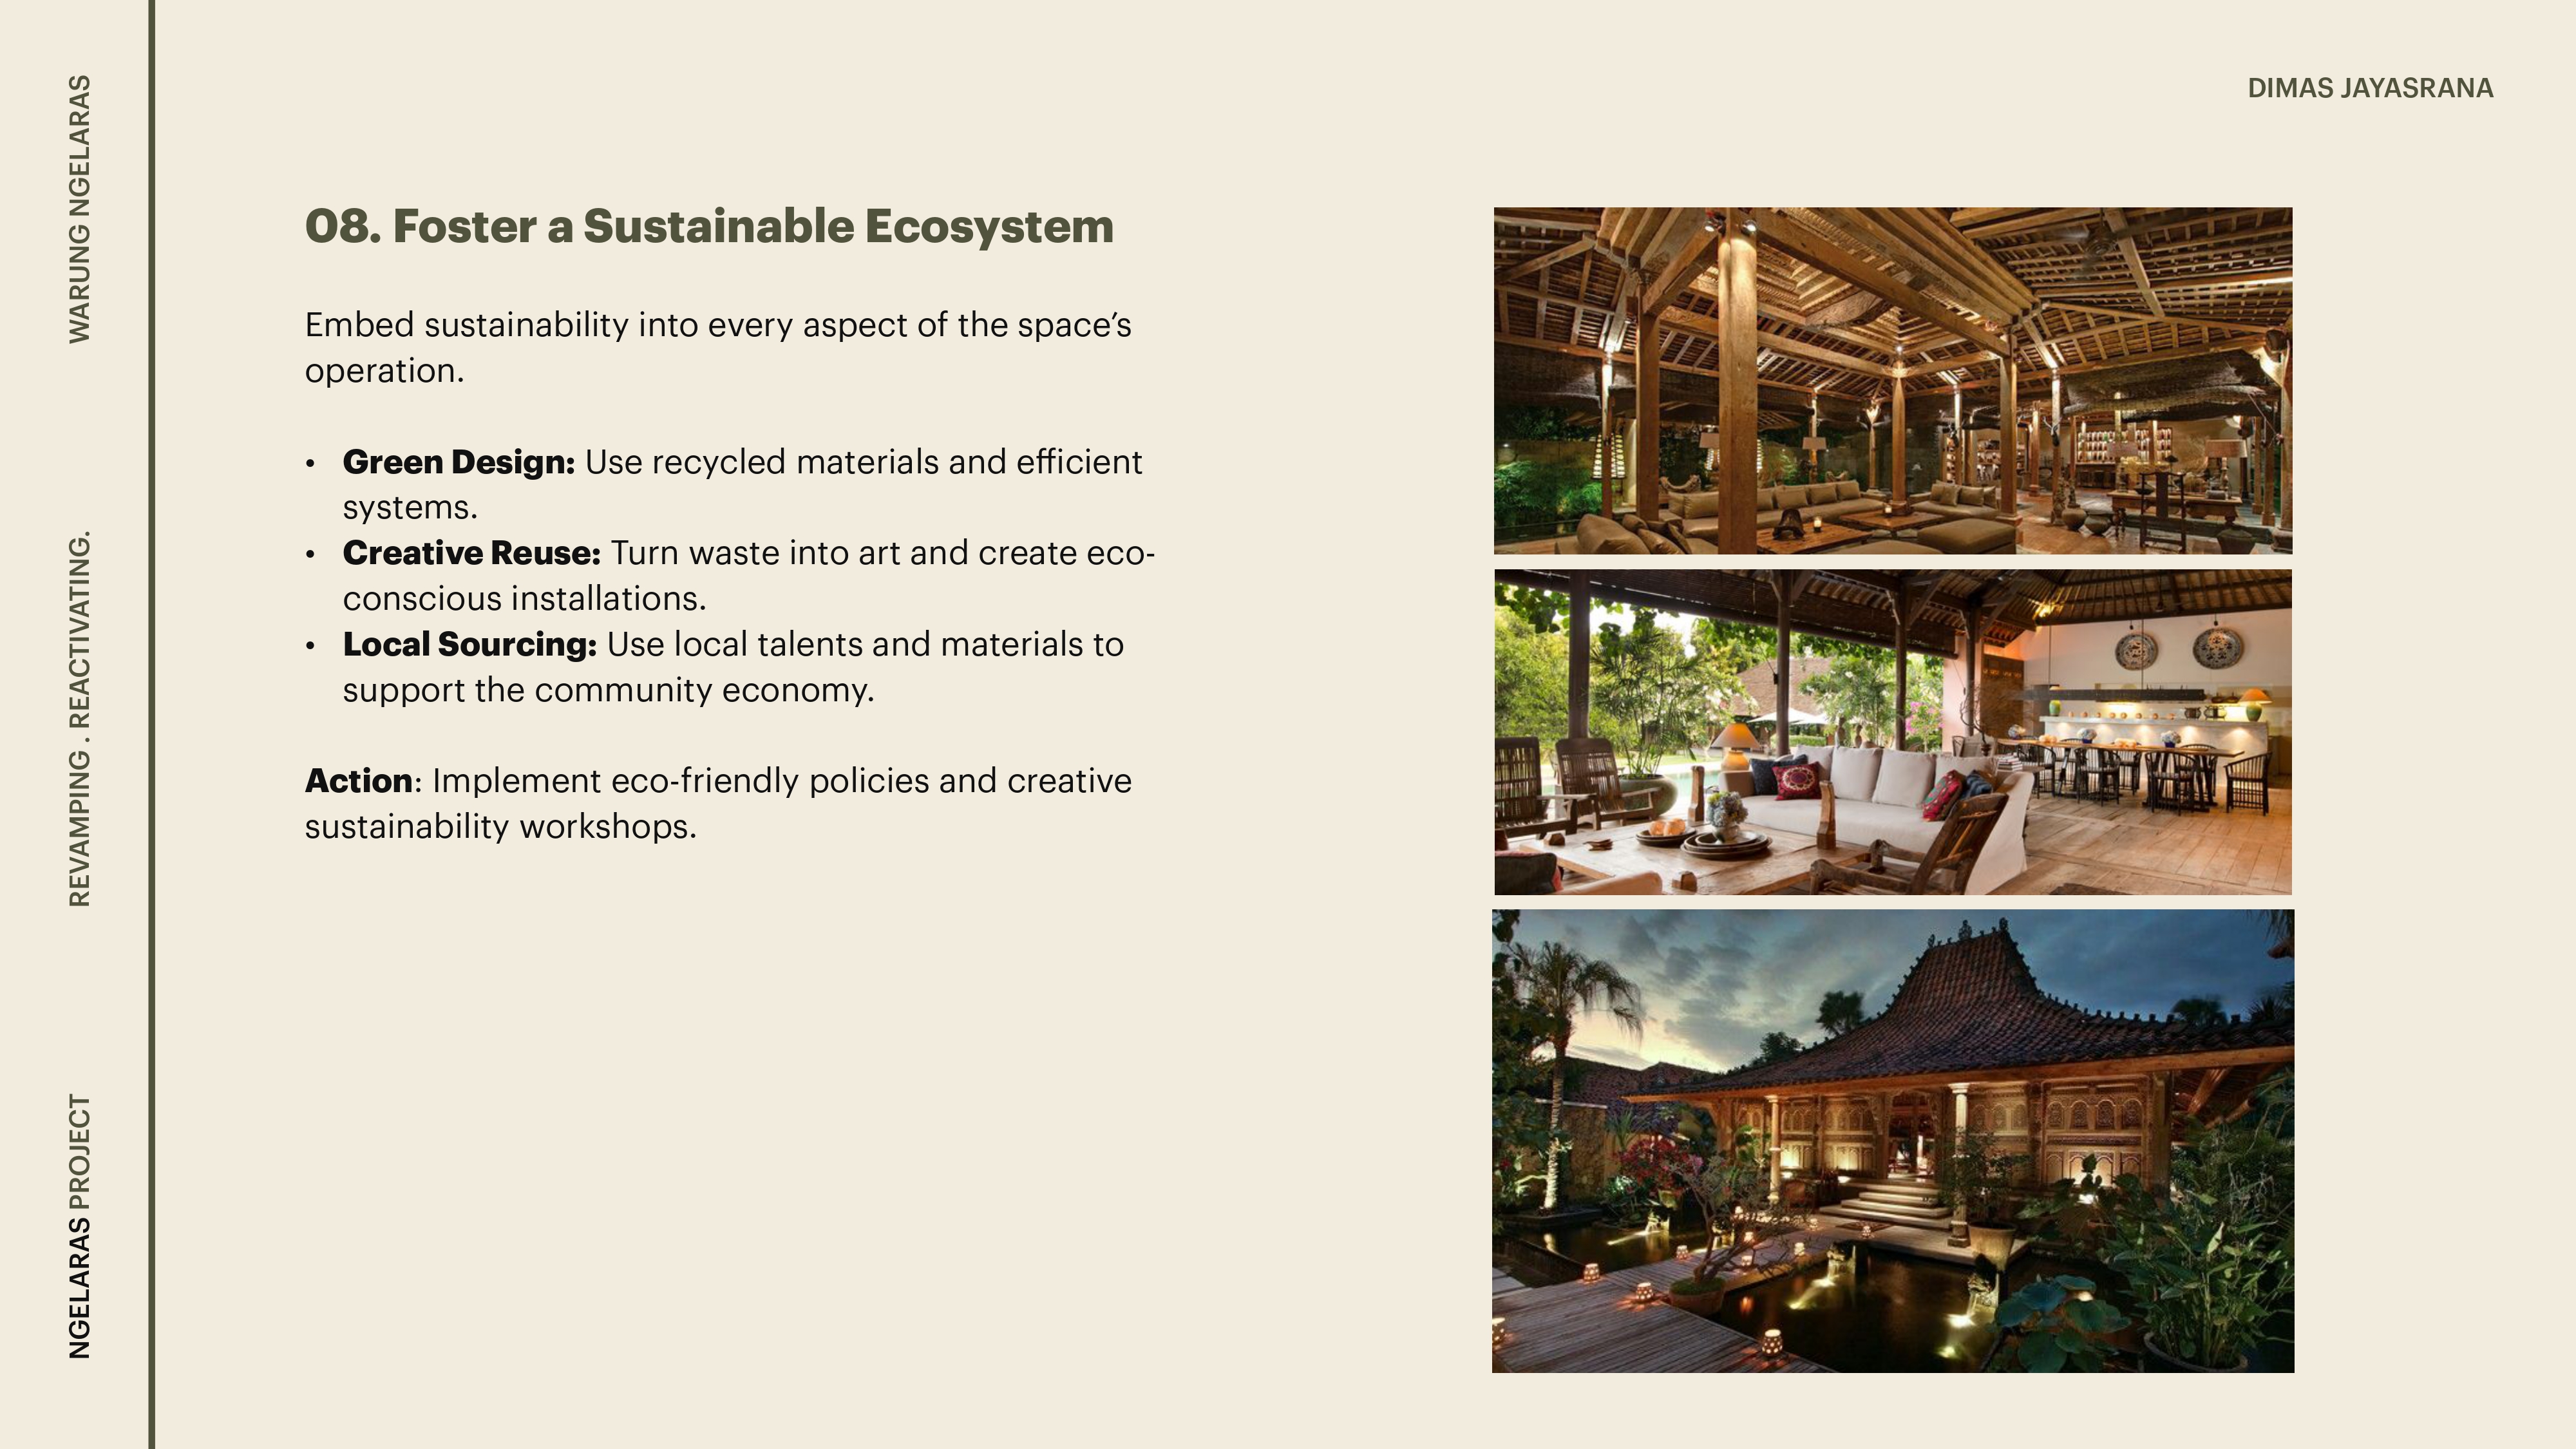 WARUNG NGELARAS
REVAMPING . REACTIVATING.
NGELARAS PROJECT
DIMAS JAYASRANA
08. Foster a Sustainable Ecosystem
Embed sustainability into every aspect of the space’s
operation.
• Green Design: Use recycled materials and efficient
systems.
• Creative Reuse: Turn waste into art and create eco-
conscious installations.
• Local Sourcing: Use local talents and materials to
support the community economy.
Action: Implement eco-friendly policies and creative
sustainability workshops.